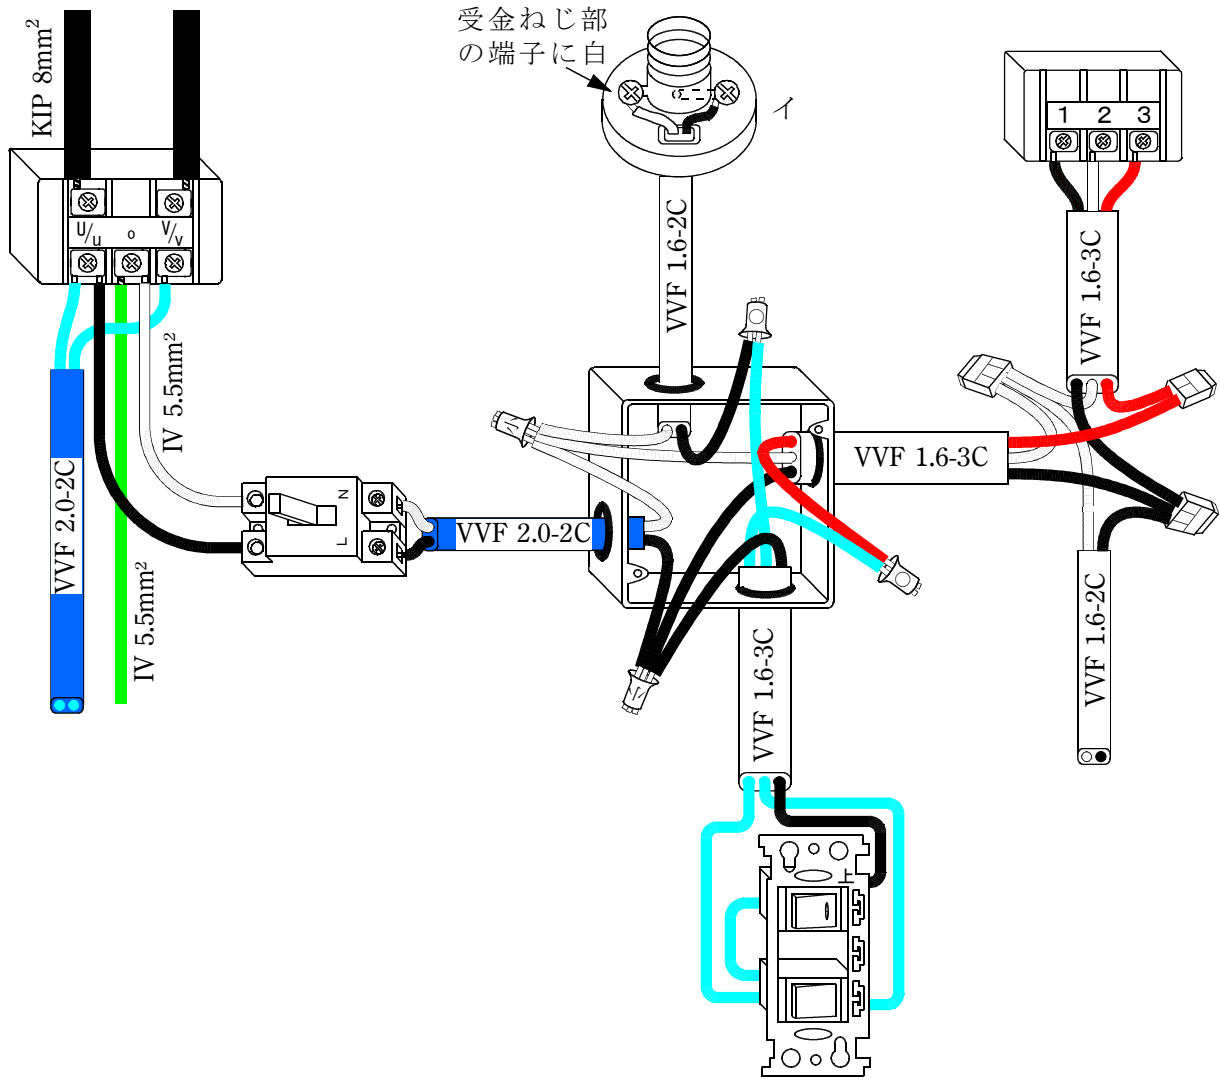 受金ねじ部
の端子に白
イ
KIP 8mm²
1 2 3
U/u o V/v
VVF 1.6-2C
VVF 1.6-3C
IV 5.5mm²
VVF 2.0-2C
VVF 1.6-3C
N
L
VVF 2.0-2C
VVF 1.6-2C
IV 5.5mm²
VVF 1.6-3C
上